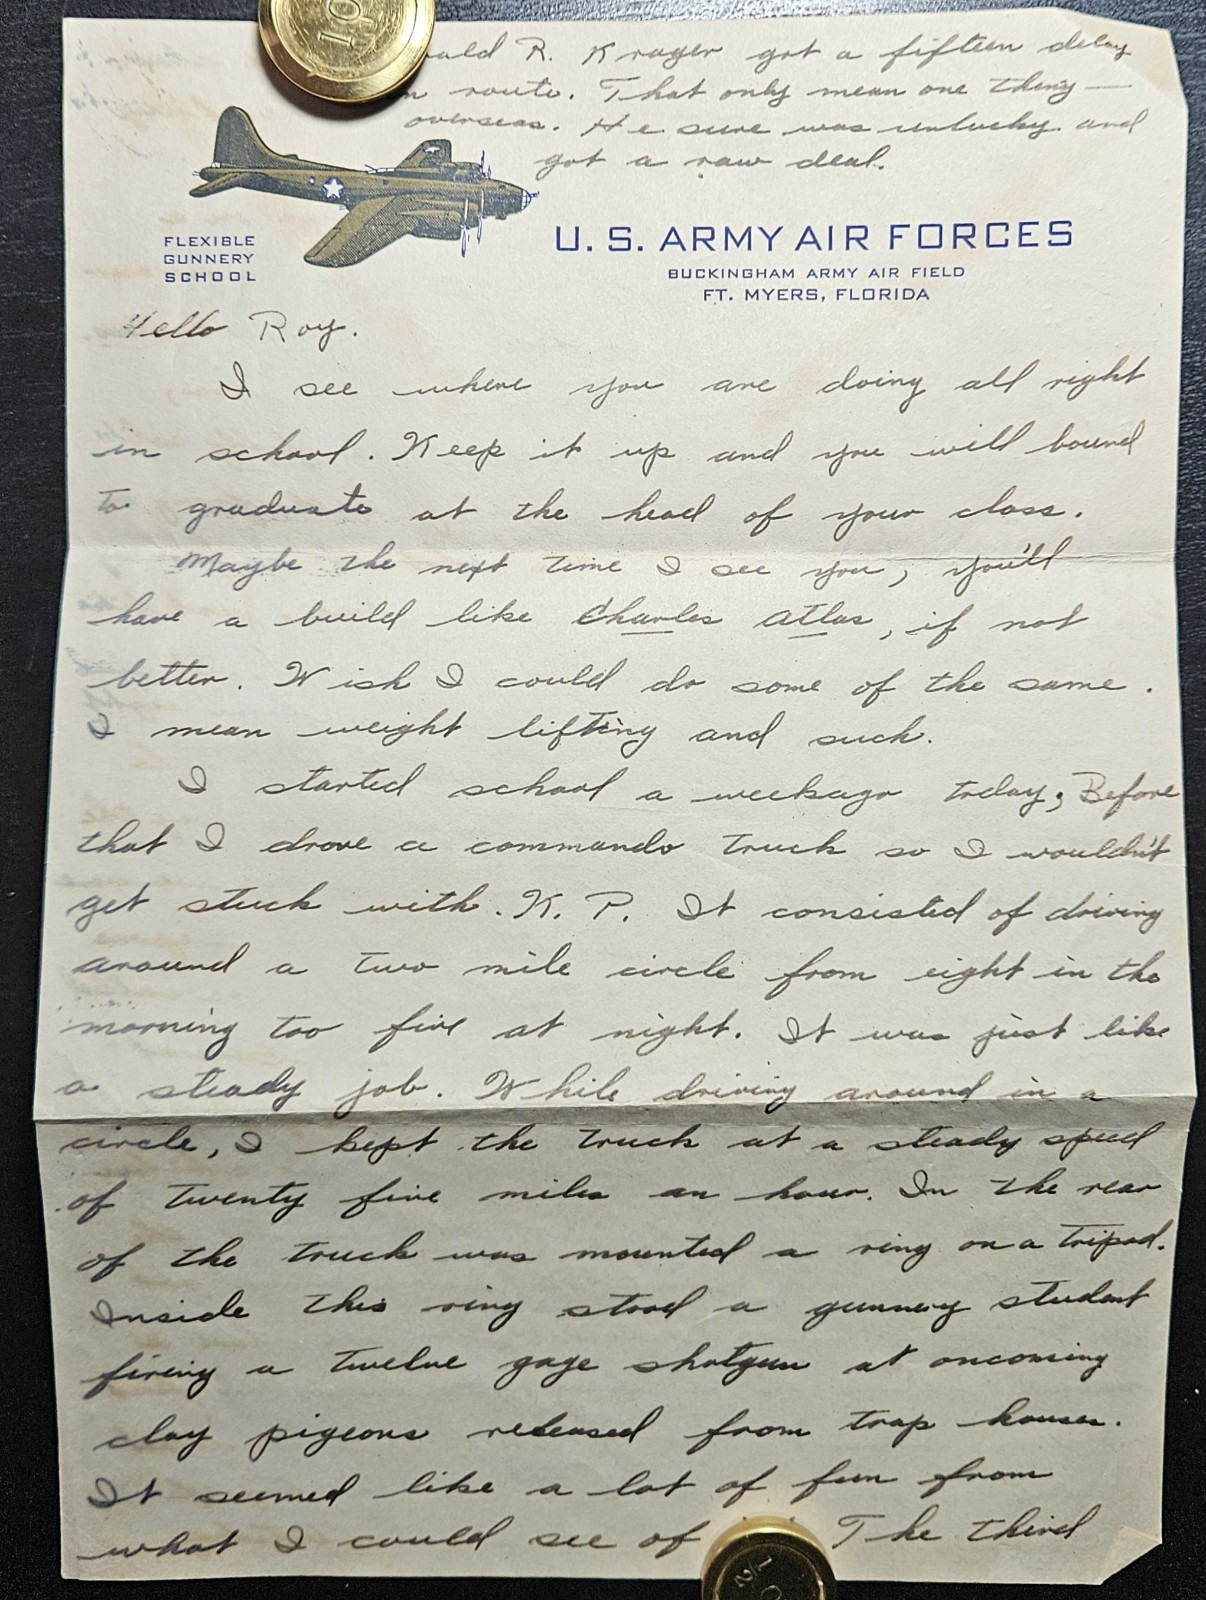 ald R. Krager got a fifteen delay
n route. That only mean one thing —
overseas. He sure was unlucky and
got a raw deal.
FLEXIBLE
GUNNERY
SCHOOL
U. S. ARMY AIR FORCES
BUCKINGHAM ARMY AIR FIELD
FT. MYERS, FLORIDA
Hello Roy.
I see where you are doing all right
in school. Keep it up and you will bound
to graduate at the head of your class.
Maybe the next time I see you, you'll
have a build like Charles Atlas, if not
better. Wish I could do some of the same.
I mean weight lifting and such.
I started school a weekago today; Before
that I drove a commando truck so I wouldn't
get stuck with. K. P. It consisted of driving
around a two mile circle from eight in the
morning too five at night. It was just like
a steady job. While driving around in a
circle, I kept the truck at a steady speed
of twenty five miles an hour. In the rear
of the truck was mounted a ring on a tripod.
Inside this ring stood a gunnery student
firing a twelve gage shotgun at oncoming
clay pigeons released from trap houses.
It seemed like a lot of fun from
what I could see of The third
10
1/2
0